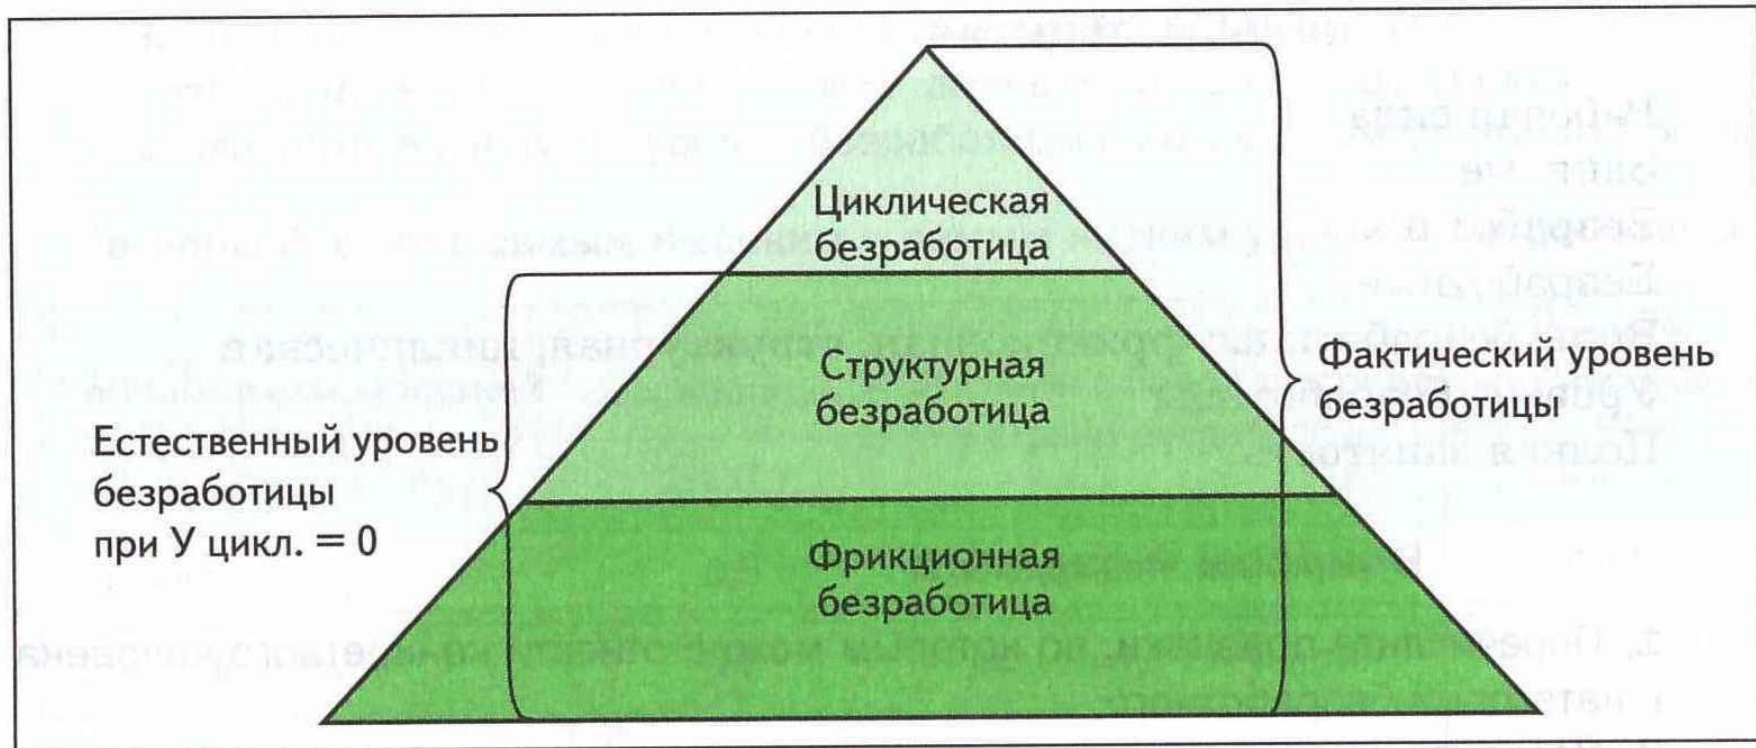 Циклическая
безработица
Структурная
безработица
Фрикционная
безработица
Естественный уровень
безработицы
при У цикл. = 0
Фактический уровень
безработицы